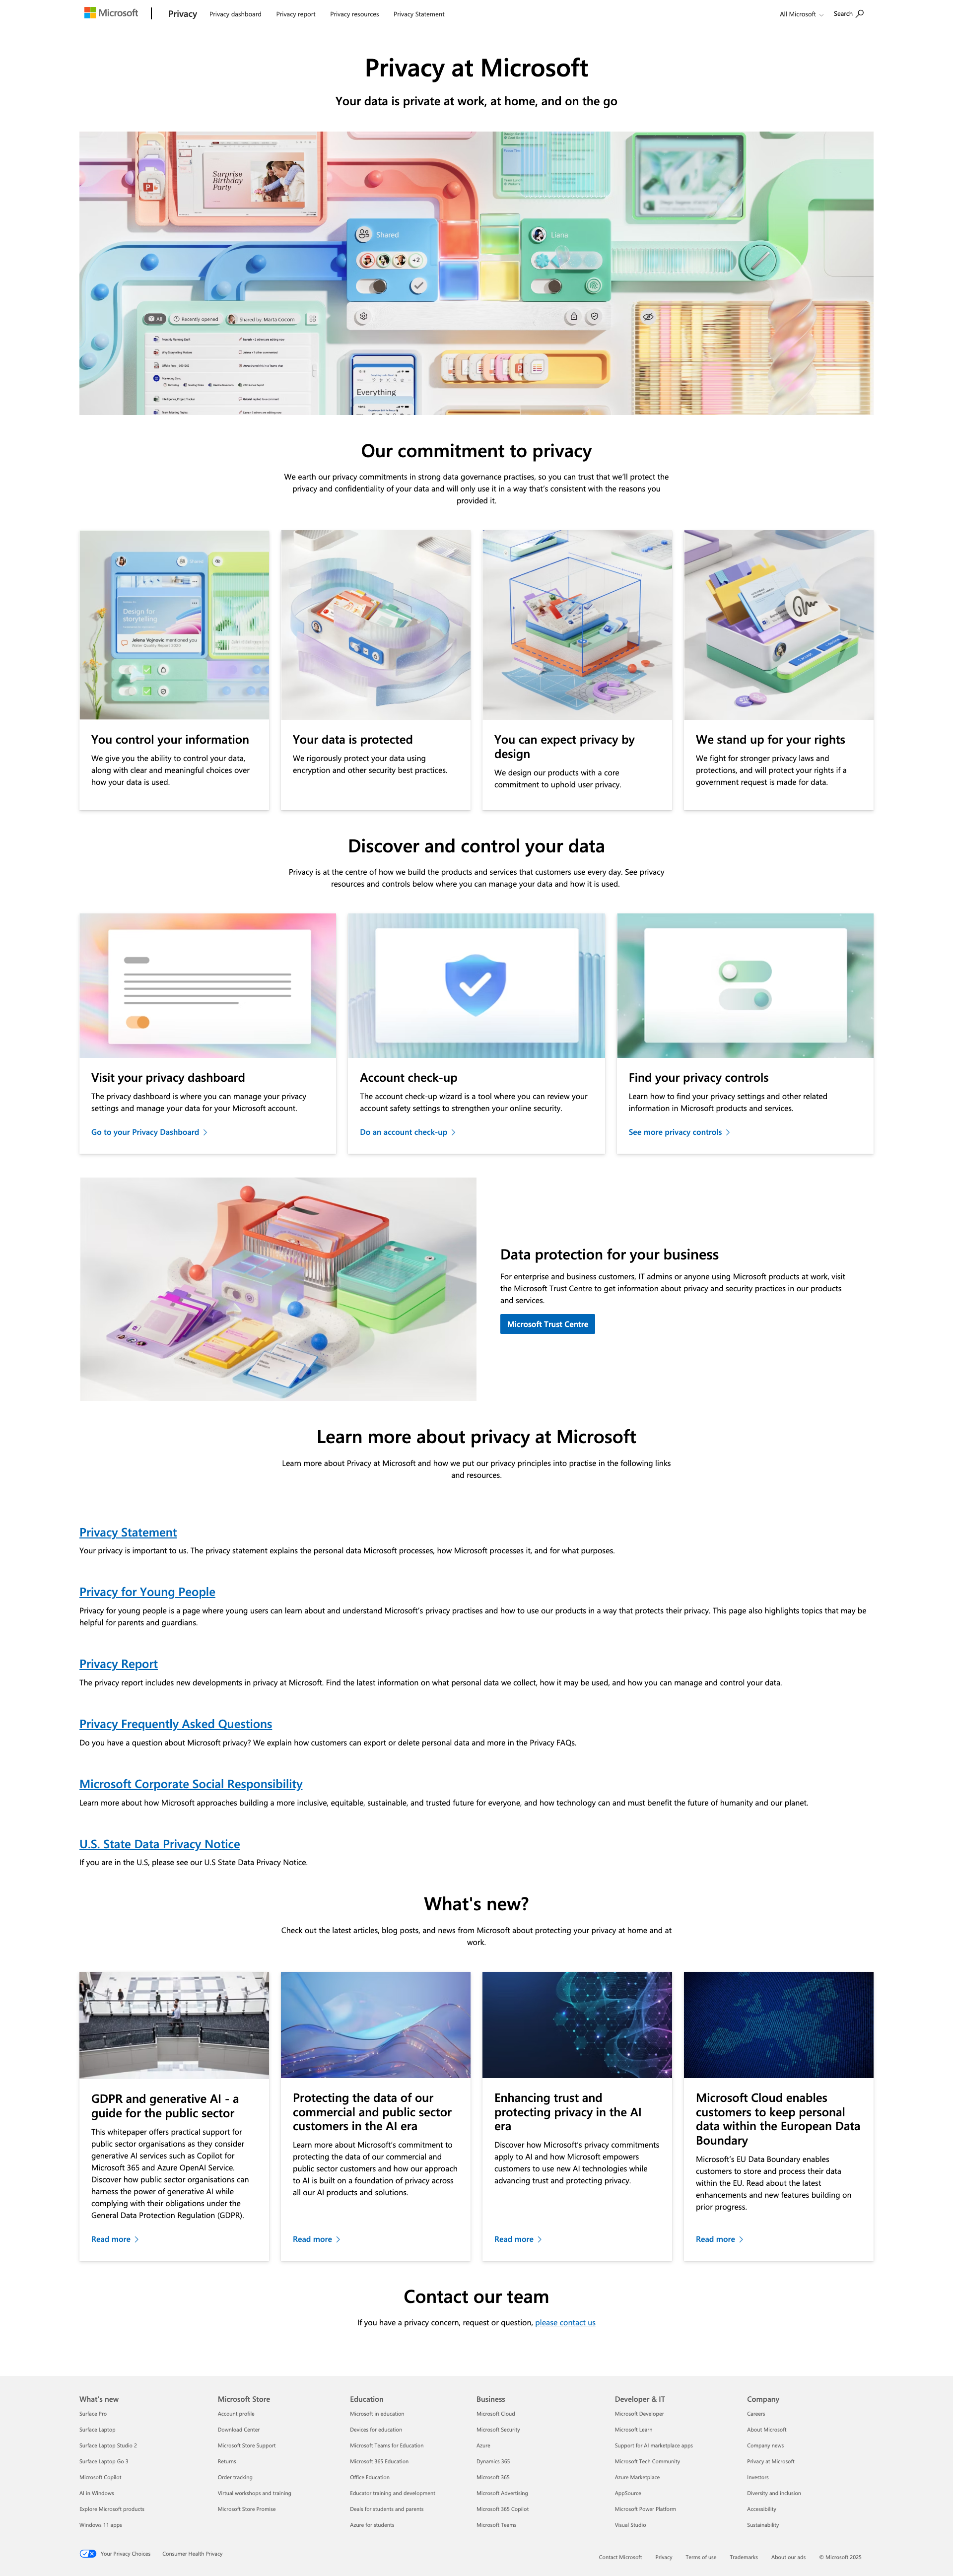 Microsoft
Privacy
Privacy dashboard
Privacy report
Privacy resources
Privacy Statement
All Microsoft
Search
Privacy at Microsoft
Your data is private at work, at home, and on the go
Surprise
Birthday
Party
Shared
+2
Liana
All
Recently opened
Shared by: Marta Cocom
Everything
Our commitment to privacy
We earth our privacy commitments in strong data governance practises, so you can trust that we'll protect the
privacy and confidentiality of your data and will only use it in a way that's consistent with the reasons you
provided it.
Design for
storytelling
Jelena Vojnovic mentioned you
You control your information
We give you the ability to control your data,
along with clear and meaningful choices over
how your data is used.
Your data is protected
We rigorously protect your data using
encryption and other security best practices.
You can expect privacy by
design
We design our products with a core
commitment to uphold user privacy.
We stand up for your rights
We fight for stronger privacy laws and
protections, and will protect your rights if a
government request is made for data.
Discover and control your data
Privacy is at the centre of how we build the products and services that customers use every day. See privacy
resources and controls below where you can manage your data and how it is used.
Visit your privacy dashboard
The privacy dashboard is where you can manage your privacy
settings and manage your data for your Microsoft account.
Go to your Privacy Dashboard
Account check-up
The account check-up wizard is a tool where you can review your
account safety settings to strengthen your online security.
Do an account check-up
Find your privacy controls
Learn how to find your privacy settings and other related
information in Microsoft products and services.
See more privacy controls
Data protection for your business
For enterprise and business customers, IT admins or anyone using Microsoft products at work, visit
the Microsoft Trust Centre to get information about privacy and security practices in our products
and services.
Microsoft Trust Centre
Learn more about privacy at Microsoft
Learn more about Privacy at Microsoft and how we put our privacy principles into practise in the following links
and resources.
Privacy Statement
Your privacy is important to us. The privacy statement explains the personal data Microsoft processes, how Microsoft processes it, and for what purposes.
Privacy for Young People
Privacy for young people is a page where young users can learn about and understand Microsoft's privacy practises and how to use our products in a way that protects their privacy. This page also highlights topics that may be
helpful for parents and guardians.
Privacy Report
The privacy report includes new developments in privacy at Microsoft. Find the latest information on what personal data we collect, how it may be used, and how you can manage and control your data.
Privacy Frequently Asked Questions
Do you have a question about Microsoft privacy? We explain how customers can export or delete personal data and more in the Privacy FAQs.
Microsoft Corporate Social Responsibility
Learn more about how Microsoft approaches building a more inclusive, equitable, sustainable, and trusted future for everyone, and how technology can and must benefit the future of humanity and our planet.
U.S. State Data Privacy Notice
If you are in the U.S, please see our U.S State Data Privacy Notice.
What's new?
Check out the latest articles, blog posts, and news from Microsoft about protecting your privacy at home and at
work.
GDPR and generative AI - a
guide for the public sector
This whitepaper offers practical support for
public sector organisations as they consider
generative AI services such as Copilot for
Microsoft 365 and Azure OpenAI Service.
Discover how public sector organisations can
harness the power of generative AI while
complying with their obligations under the
General Data Protection Regulation (GDPR).
Read more
Protecting the data of our
commercial and public sector
customers in the AI era
Learn more about Microsoft's commitment to
protecting the data of our commercial and
public sector customers and how our approach
to AI is built on a foundation of privacy across
all our AI products and solutions.
Read more
Enhancing trust and
protecting privacy in the AI
era
Discover how Microsoft's privacy commitments
apply to AI and how Microsoft empowers
customers to use new AI technologies while
advancing trust and protecting privacy.
Read more
Microsoft Cloud enables
customers to keep personal
data within the European Data
Boundary
Microsoft's EU Data Boundary enables
customers to store and process their data
within the EU. Read about the latest
enhancements and new features building on
prior progress.
Read more
Contact our team
If you have a privacy concern, request or question, please contact us
What's new
Surface Pro
Surface Laptop
Surface Laptop Studio 2
Surface Laptop Go 3
Microsoft Copilot
AI in Windows
Explore Microsoft products
Windows 11 apps
Microsoft Store
Account profile
Download Center
Microsoft Store Support
Returns
Order tracking
Virtual workshops and training
Microsoft Store Promise
Education
Microsoft in education
Devices for education
Microsoft Teams for Education
Microsoft 365 Education
Office Education
Educator training and development
Deals for students and parents
Azure for students
Business
Microsoft Cloud
Microsoft Security
Azure
Dynamics 365
Microsoft 365
Microsoft Advertising
Microsoft 365 Copilot
Microsoft Teams
Developer & IT
Microsoft Developer
Microsoft Learn
Support for AI marketplace apps
Microsoft Tech Community
Azure Marketplace
AppSource
Microsoft Power Platform
Visual Studio
Company
Careers
About Microsoft
Company news
Privacy at Microsoft
Investors
Diversity and inclusion
Accessibility
Sustainability
Your Privacy Choices
Consumer Health Privacy
Contact Microsoft
Privacy
Terms of use
Trademarks
About our ads
© Microsoft 2025